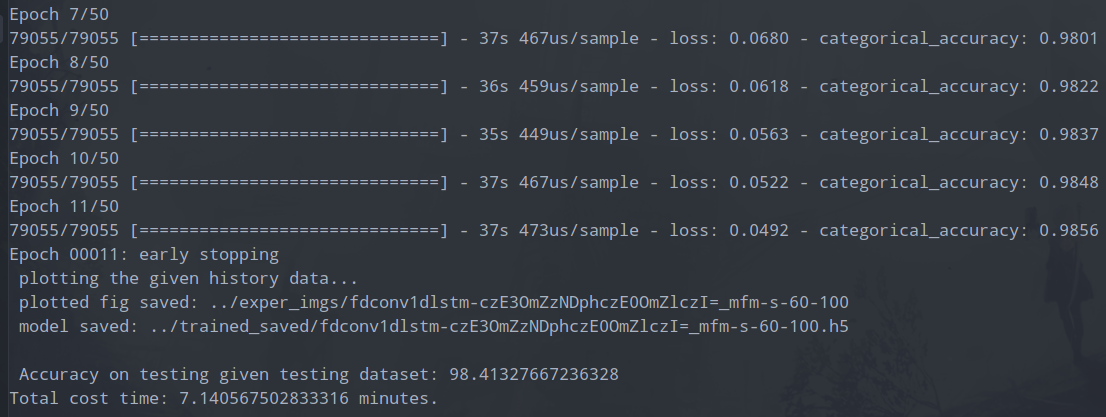 Epoch 7/50
79055/79055 [==============================] - 37s 467us/sample - loss: 0.0680 - categorical_accuracy: 0.9801
Epoch 8/50
79055/79055 [==============================] - 36s 459us/sample - loss: 0.0618 - categorical_accuracy: 0.9822
Epoch 9/50
79055/79055 [==============================] - 35s 449us/sample - loss: 0.0563 - categorical_accuracy: 0.9837
Epoch 10/50
79055/79055 [==============================] - 37s 467us/sample - loss: 0.0522 - categorical_accuracy: 0.9848
Epoch 11/50
79055/79055 [==============================] - 37s 473us/sample - loss: 0.0492 - categorical_accuracy: 0.9856
Epoch 00011: early stopping
plotting the given history data...
plotted fig saved: ../exper_imgs/fdconv1dlstm-czE3OmZzNDphczE0OmZlczI=_mfm-s-60-100
model saved: ../trained_saved/fdconv1dlstm-czE3OmZzNDphczE0OmZlczI=_mfm-s-60-100.h5
Accuracy on testing given testing dataset: 98.41327667236328
Total cost time: 7.140567502833316 minutes.